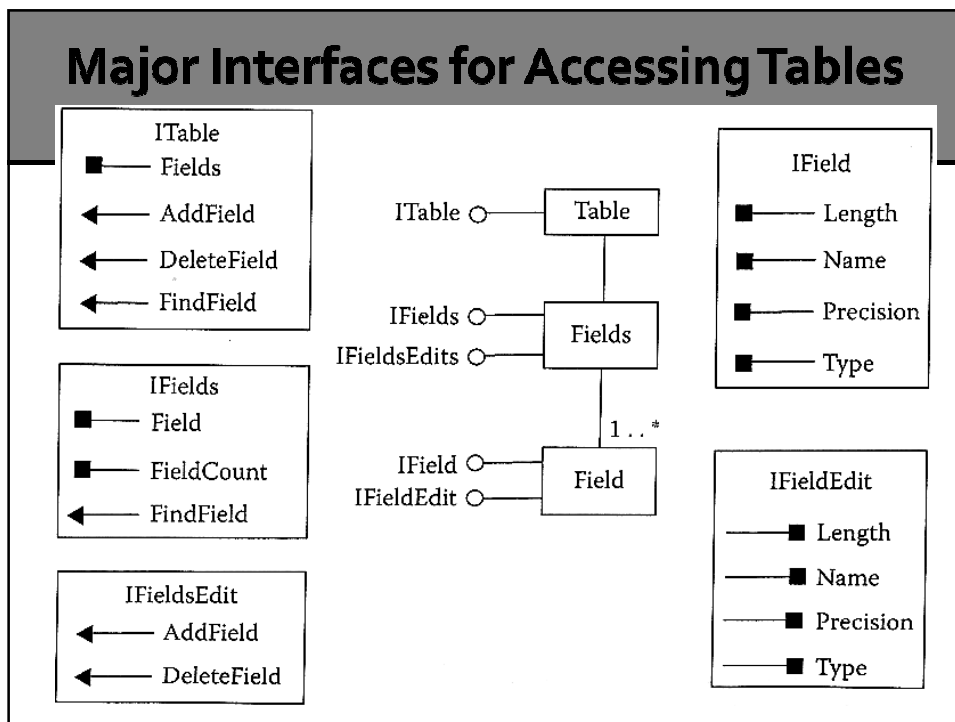 Major Interfaces for Accessing Tables
ITable
Fields
AddField
DeleteField
FindField
IFields
Field
FieldCount
FindField
IFieldsEdit
AddField
DeleteField
ITable
Table
IFields
IFieldsEdits
Fields
1 . . *
IField
IFieldEdit
Field
IField
Length
Name
Precision
Type
IFieldEdit
Length
Name
Precision
Type